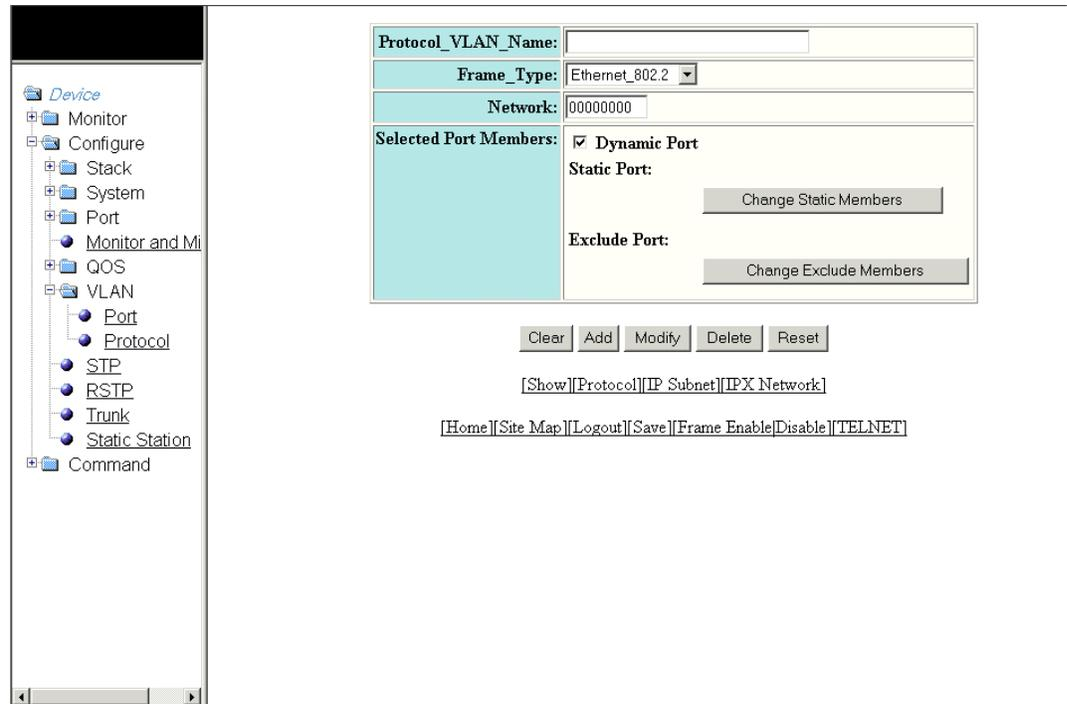 Device
Monitor
Configure
Stack
System
Port
Monitor and Mi
QOS
VLAN
Port
Protocol
STP
RSTP
Trunk
Static Station
Command
Protocol_VLAN_Name:
Frame_Type: Ethernet_802.2
Network: 00000000
Selected Port Members: Dynamic Port
Static Port:
Change Static Members
Exclude Port:
Change Exclude Members
Clear Add Modify Delete Reset
[Show][Protocol][IP Subnet][IPX Network]
[Home][Site Map][Logout][Save][Frame Enable|Disable][TELNET]